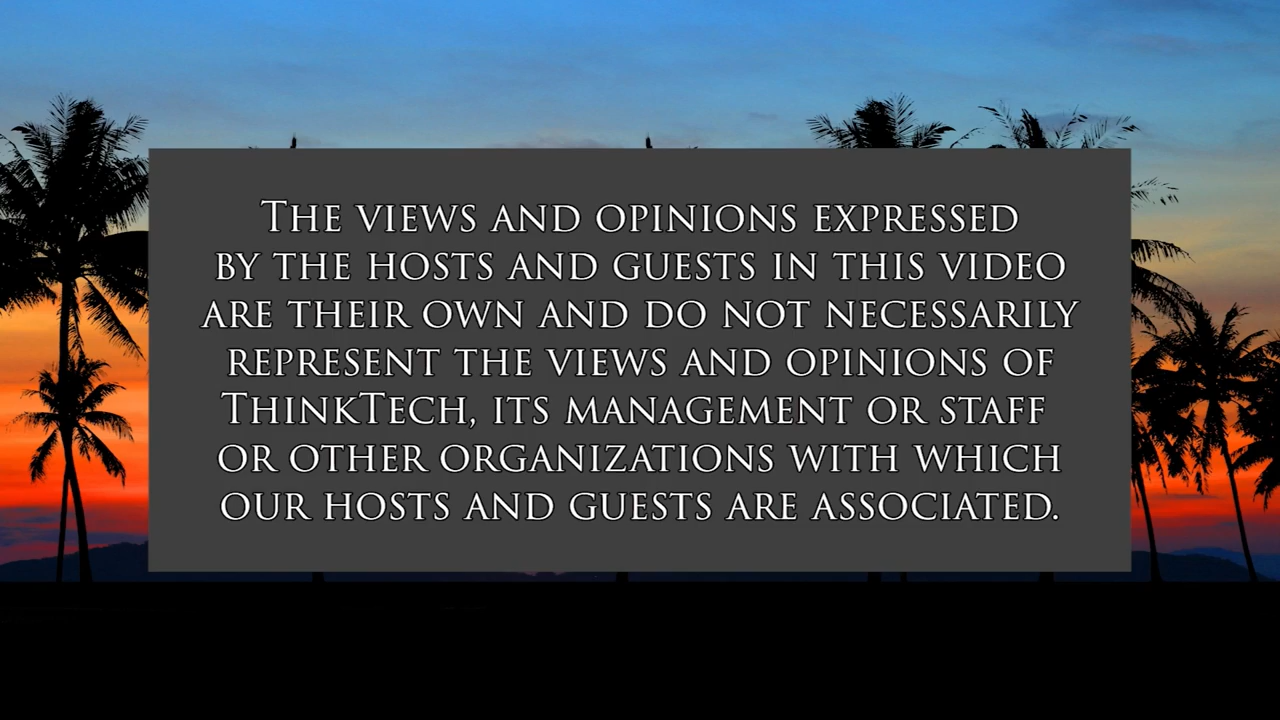 The views and opinions expressed
by the hosts and guests in this video
are their own and do not necessarily
represent the views and opinions of
ThinkTech, its management or staff
or other organizations with which
our hosts and guests are associated.